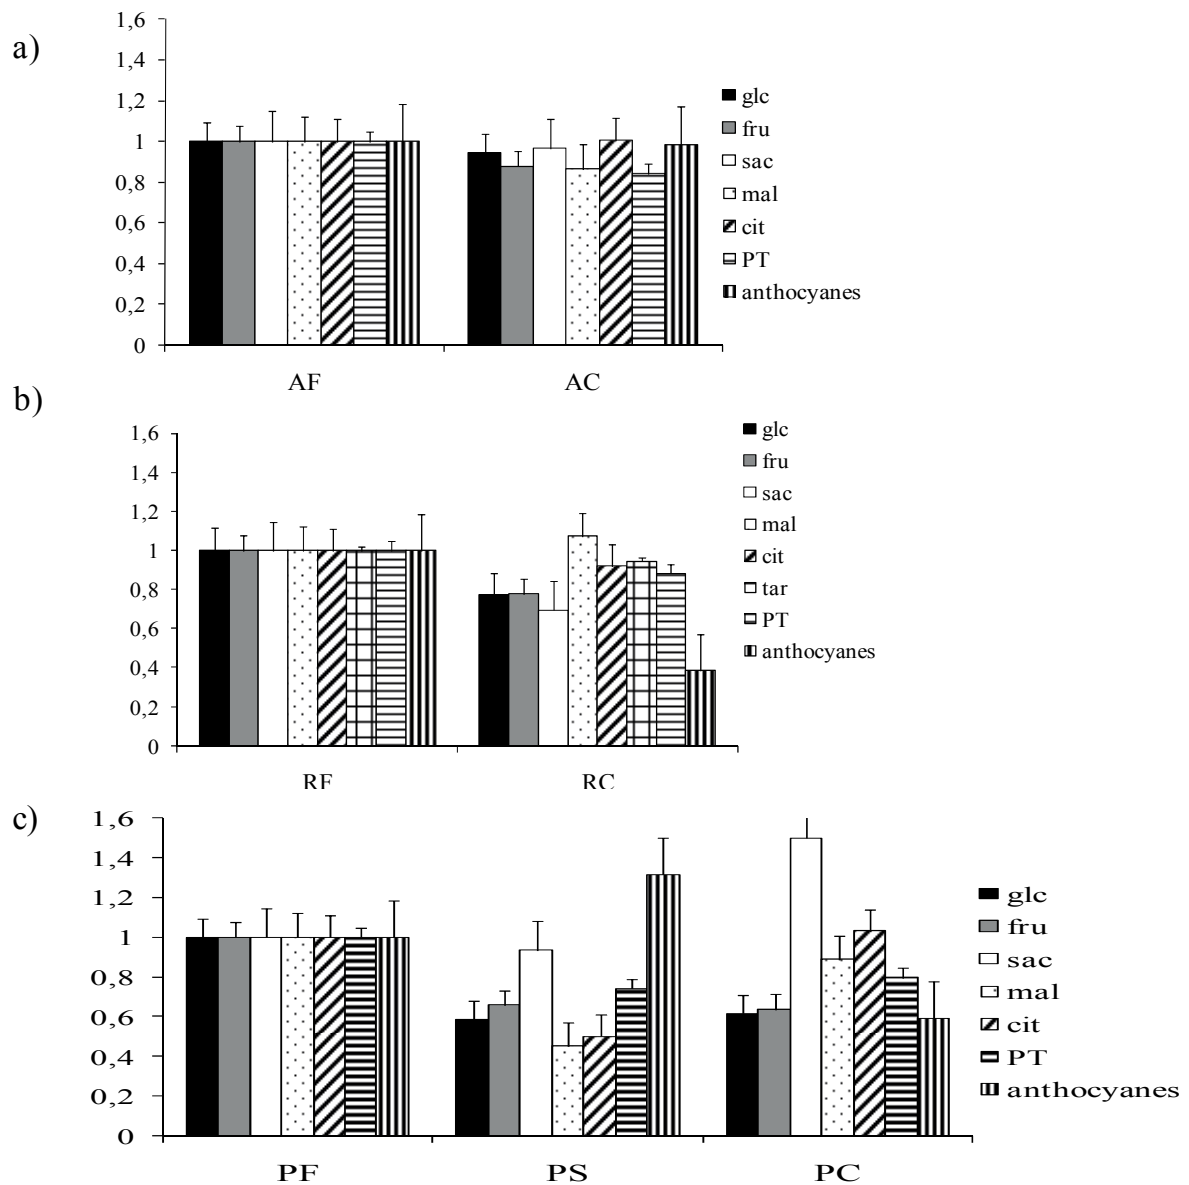 a)
1,6
1,4
1,2
1
0,8
0,6
0,4
0,2
0
AF
AC
glc
fru
sac
mal
cit
PT
anthocyanes
b)
1,6
1,4
1,2
1
0,8
0,6
0,4
0,2
0
RF
RC
glc
fru
sac
mal
cit
tar
PT
anthocyanes
c)
1,6
1,4
1,2
1
0,8
0,6
0,4
0,2
0
PF
PS
PC
glc
fru
sac
mal
cit
PT
anthocyanes